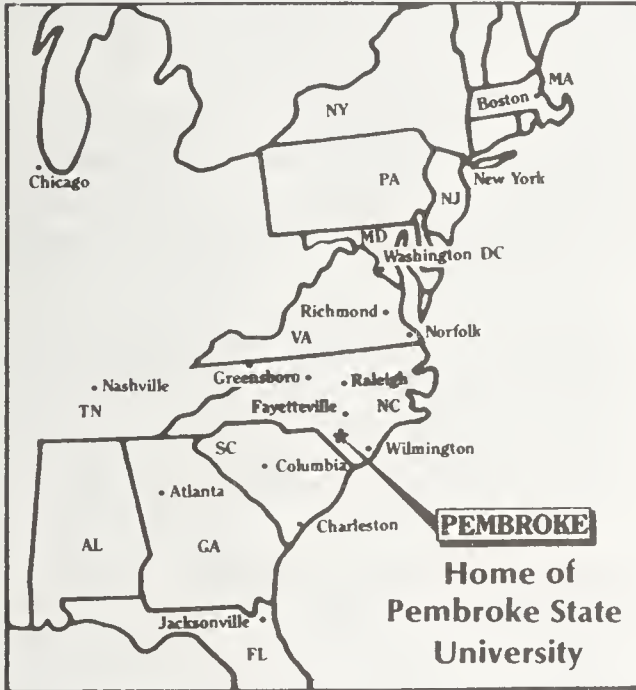 MA
Boston
NY
Chicago
PA
New York
NJ
MD
Washington DC
Richmond
Norfolk
VA
Greensboro
Raleigh
Nashville
TN
Fayetteville
NC
SC
Wilmington
Columbia
Atlanta
Charleston
PEMBROKE
AL
GA
Home of
Pembroke State
University
Jacksonville
FL